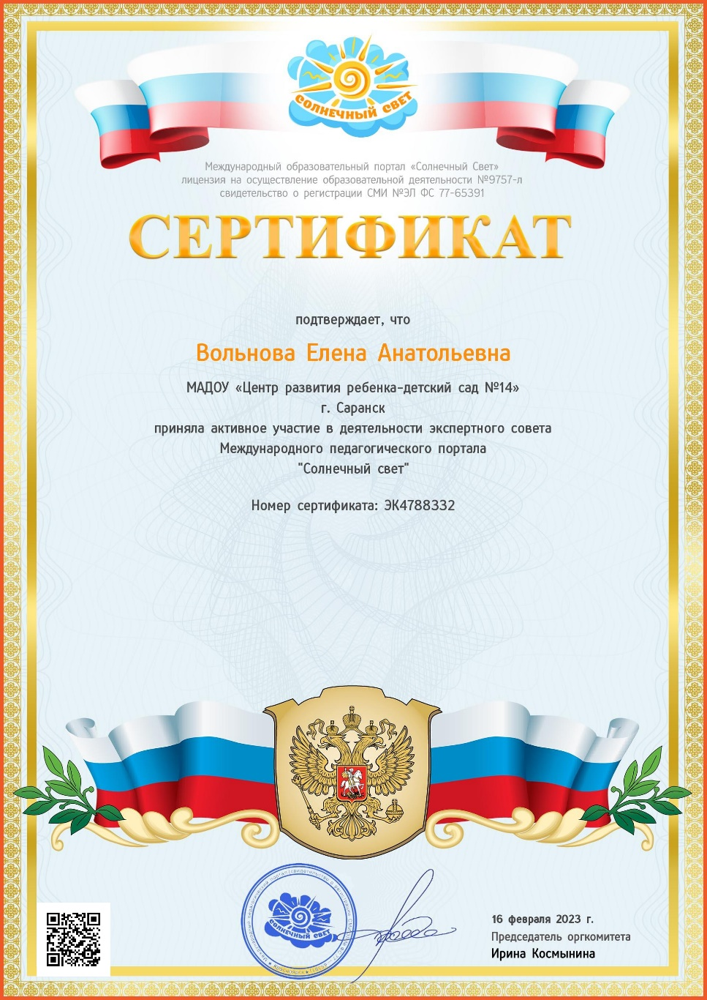 СОЛНЕЧНЫЙ СВЕТ
Международный образовательный портал «Солнечный Свет»
лицензия на осуществление образовательной деятельности №9757-л
свидетельство о регистрации СМИ №ЭЛ ФС 77-65391
СЕРТИФИКАТ
подтверждает, что
Вольнова Елена Анатольевна
МАДОУ «Центр развития ребенка-детский сад №14»
г. Саранск
приняла активное участие в деятельности экспертного совета
Международного педагогического портала
"Солнечный свет"
Номер сертификата: ЭК4788332
СОЛНЕЧНЫЙ СВЕТ
16 февраля 2023 г.
Председатель оргкомитета
Ирина Космынина